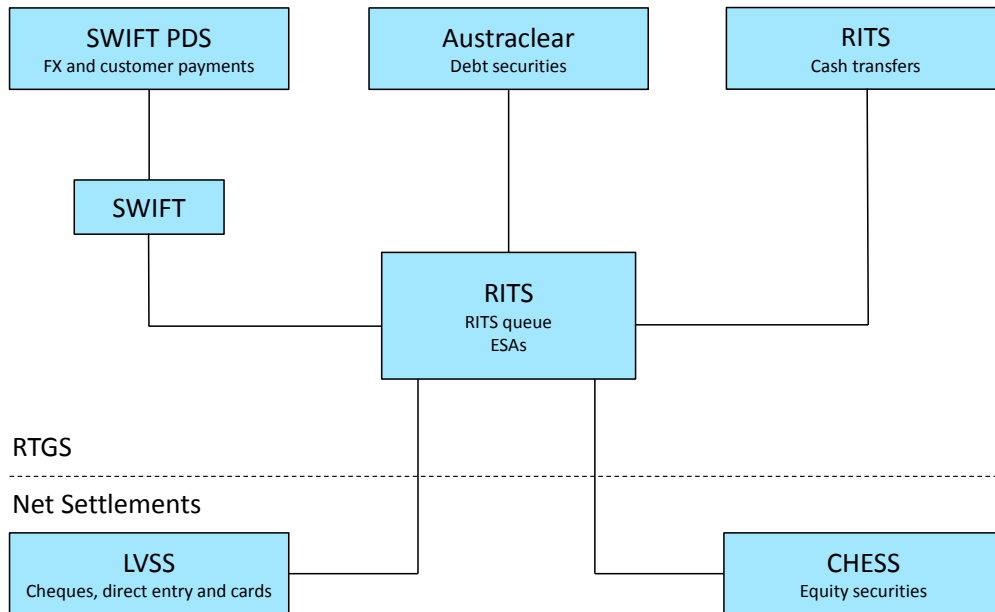 SWIFT PDS
FX and customer payments
Austraclear
Debt securities
RITS
Cash transfers
SWIFT
RITS
RITS queue
ESAs
RTGS
Net Settlements
LVSS
Cheques, direct entry and cards
CHESS
Equity securities